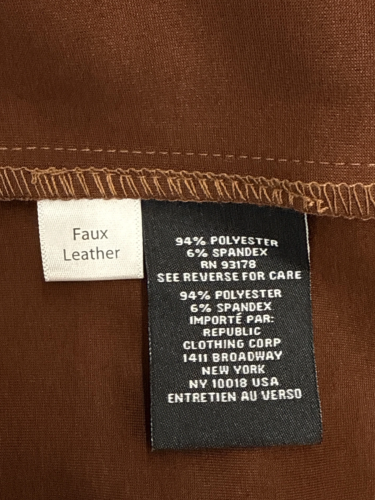 Faux
Leather
94% POLYESTER
6% SPANDEX
RN 93178
SEE REVERSE FOR CARE
94% POLYESTER
6% SPANDEX
IMPORTÉ PAR:
REPUBLIC
CLOTHING CORP
1411 BROADWAY
NEW YORK
NY 10018 USA
ENTRETIEN AU VERSO